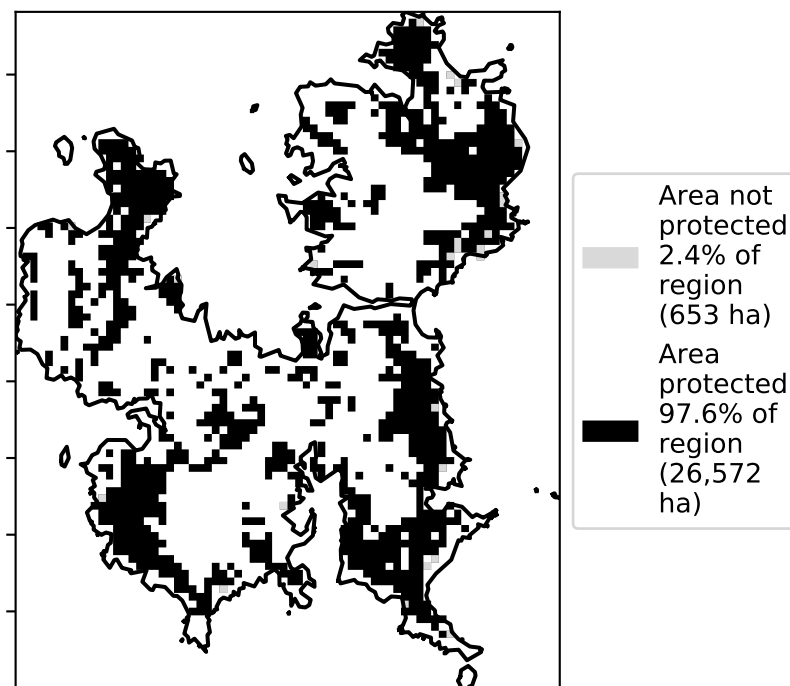 Area not
protected
2.4% of
region
(653 ha)
Area
protected
97.6% of
region
(26,572
ha)